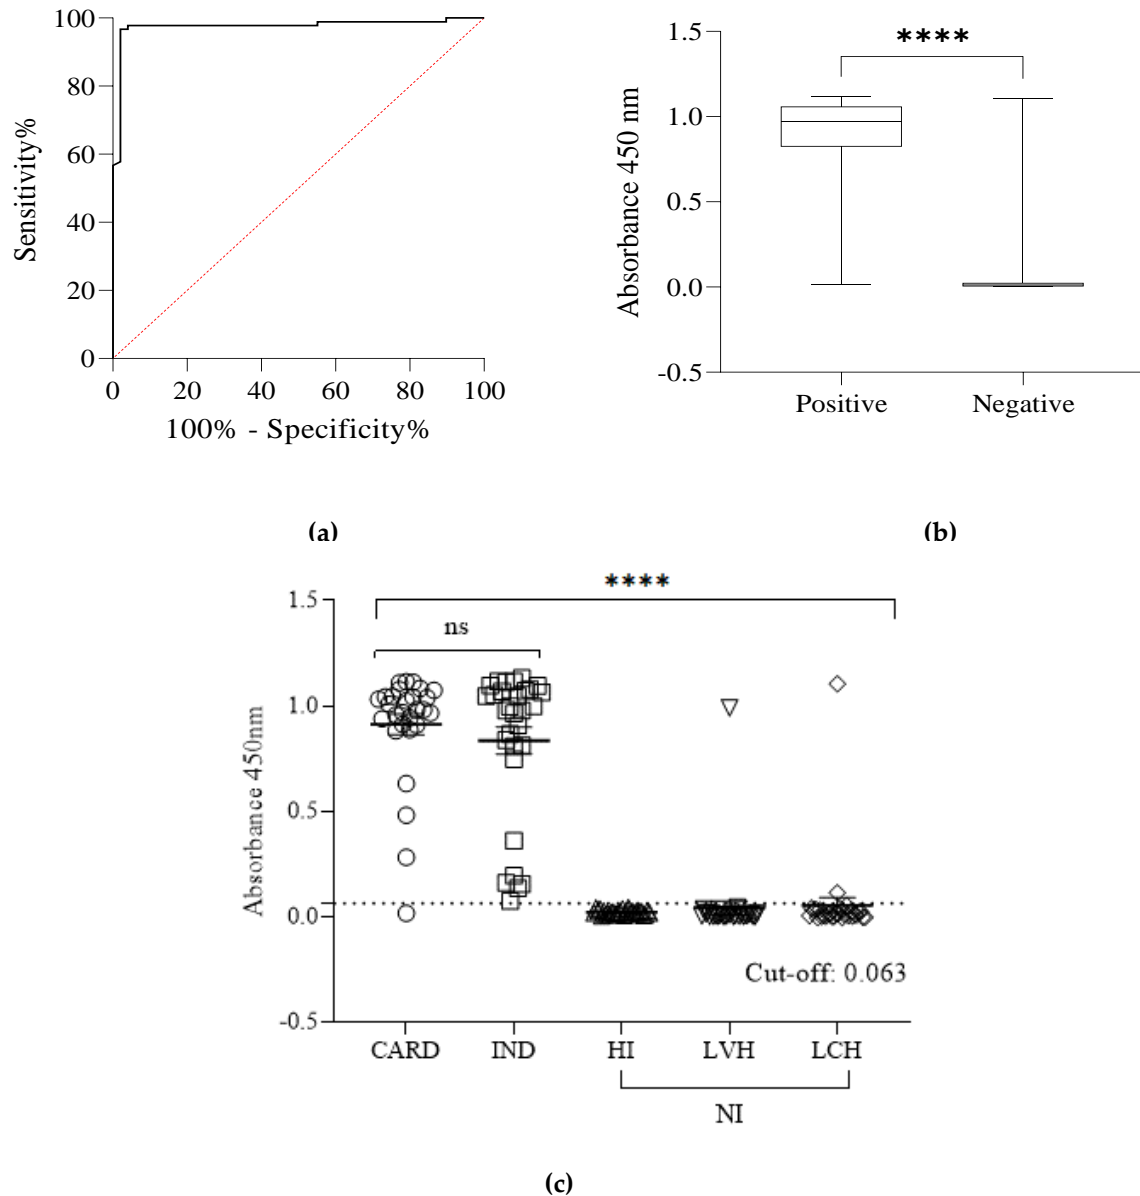 100
80
60
40
20
0
Sensitivity%
0 20 40 60 80 100
100% - Specificity%
(a)
1.5
1.0
0.5
0.0
-0.5
Absorbance 450 nm
****
Positive Negative
(b)
****
ns
1.5
1.0
0.5
0.0
-0.5
Absorbance 450nm
Cut-off: 0.063
CARD IND HI LVH LCH
NI
(c)